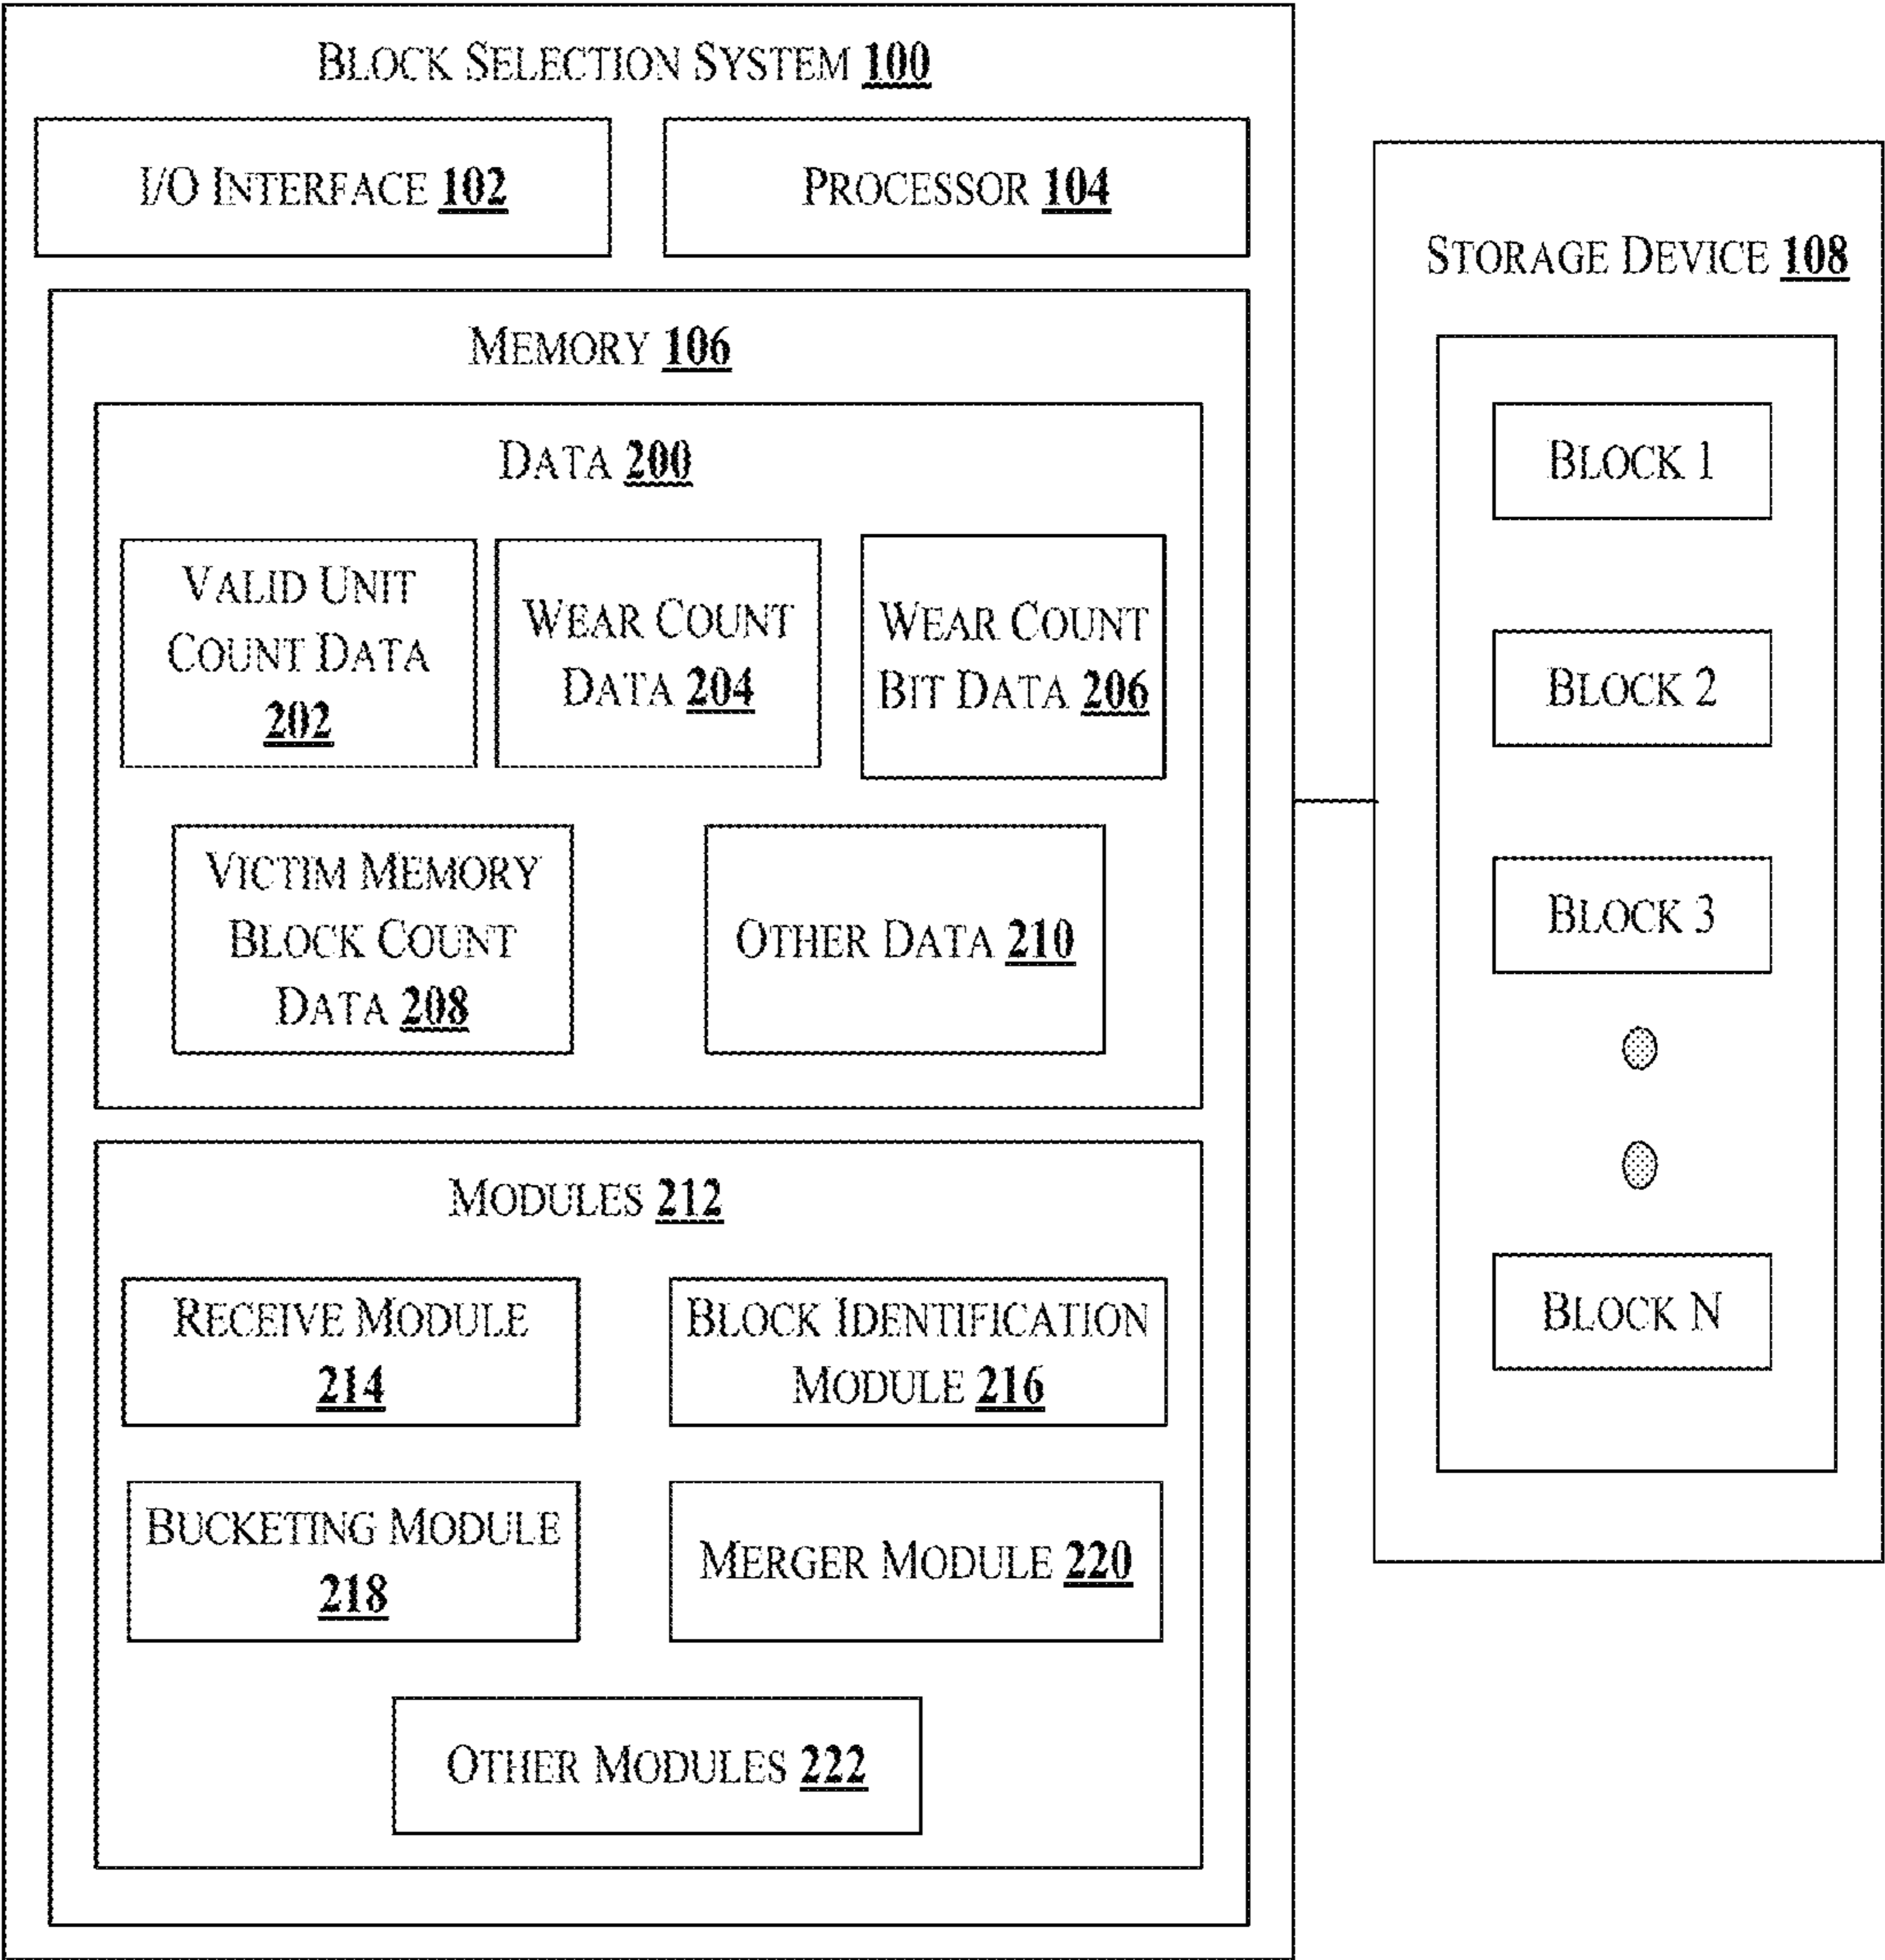 BLOCK SELECTION SYSTEM 100
I/O INTERFACE 102
PROCESSOR 104
MEMORY 106
DATA 200
VALID UNIT
COUNT DATA
202
WEAR COUNT
DATA 204
WEAR COUNT
BIT DATA 206
VICTIM MEMORY
BLOCK COUNT
DATA 208
OTHER DATA 210
MODULES 212
RECEIVE MODULE
214
BLOCK IDENTIFICATION
MODULE 216
BUCKETING MODULE
218
MERGER MODULE 220
OTHER MODULES 222
STORAGE DEVICE 108
BLOCK 1
BLOCK 2
BLOCK 3
BLOCK N